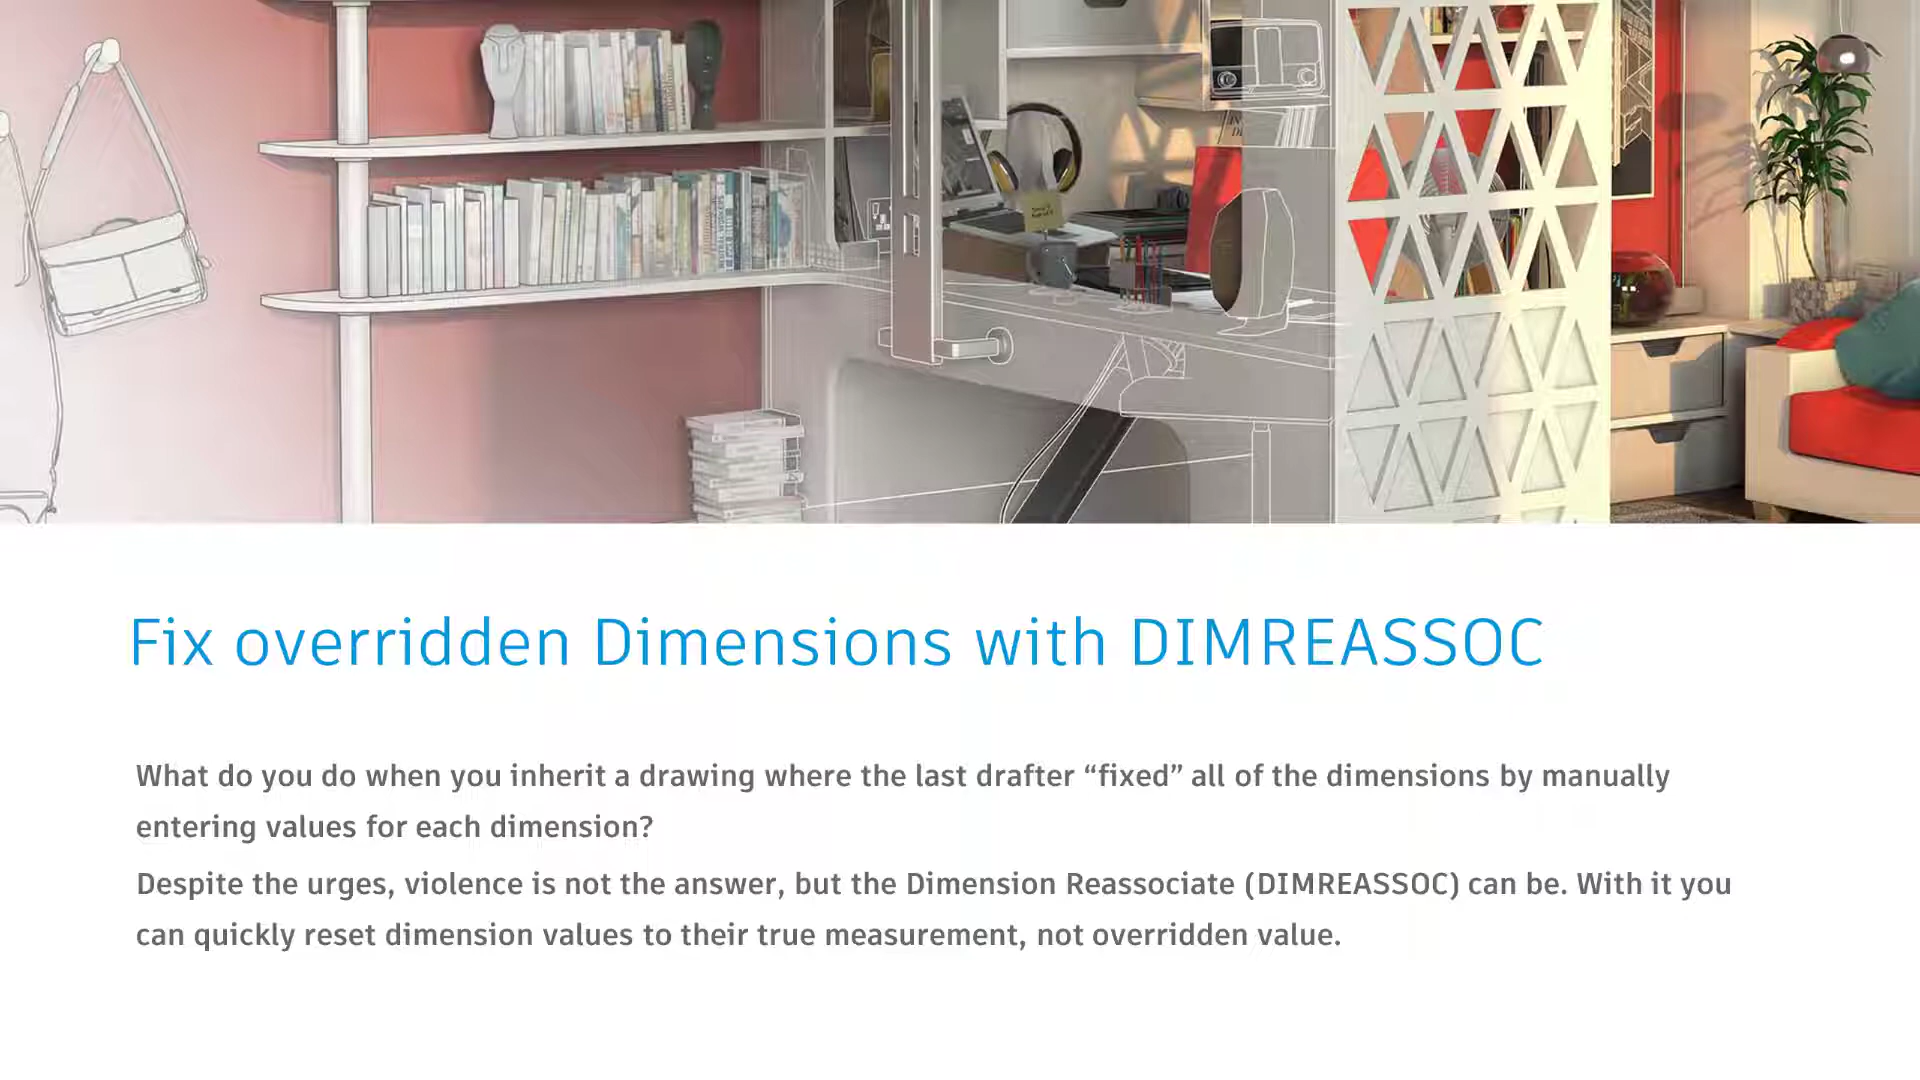 Fix overridden Dimensions with DIMREASSOC
What do you do when you inherit a drawing where the last drafter “fixed” all of the dimensions by manually
entering values for each dimension?
Despite the urges, violence is not the answer, but the Dimension Reassociate (DIMREASSOC) can be. With it you
can quickly reset dimension values to their true measurement, not overridden value.